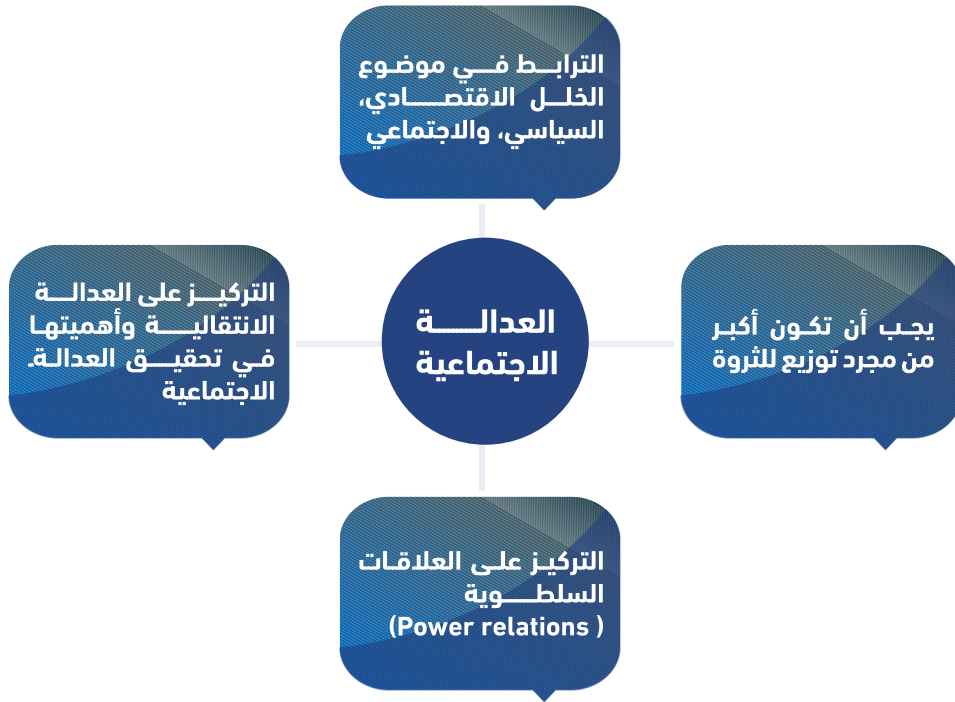 الترابط في موضوع
الخلل الاقتصادي،
السياسي، والاجتماعي
يجب أن تكون أكبر
من مجرد توزيع للثروة
العدالة
الاجتماعية
التركيز على العدالة
الانتقالية وأهميتها
في تحقيق العدالة.
الاجتماعية
التركيز على العلاقات
السلطوية
(Power relations )